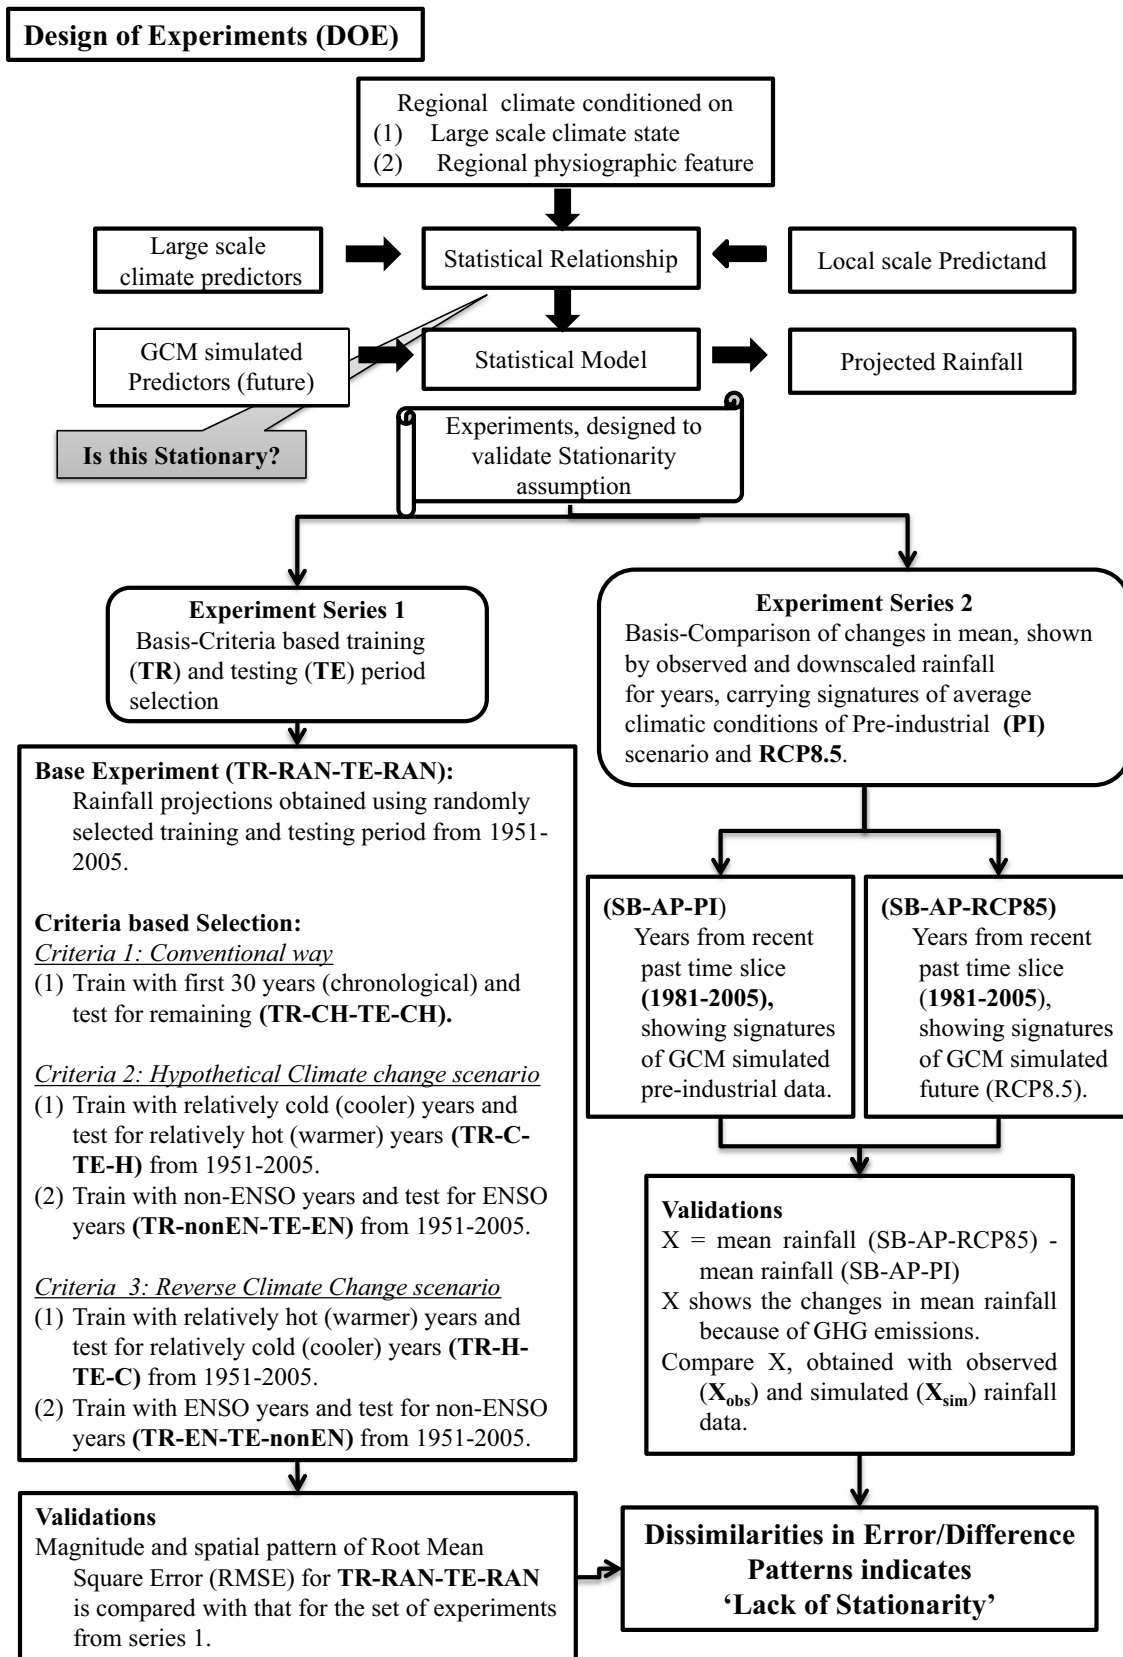 Design of Experiments (DOE)
Regional climate conditioned on
(1) Large scale climate state
(2) Regional physiographic feature
Large scale
climate predictors
Statistical Relationship
Local scale Predictand
GCM simulated
Predictors (future)
Statistical Model
Projected Rainfall
Is this Stationary?
Experiments, designed to
validate Stationarity
assumption
Experiment Series 1
Basis-Criteria based training
(TR) and testing (TE) period
selection
Experiment Series 2
Basis-Comparison of changes in mean, shown
by observed and downscaled rainfall
for years, carrying signatures of average
climatic conditions of Pre-industrial (PI)
scenario and RCP8.5.
Base Experiment (TR-RAN-TE-RAN):
Rainfall projections obtained using randomly
selected training and testing period from 1951-
2005.
Criteria based Selection:
Criteria 1: Conventional way
(1) Train with first 30 years (chronological) and
test for remaining (TR-CH-TE-CH).
Criteria 2: Hypothetical Climate change scenario
(1) Train with relatively cold (cooler) years and
test for relatively hot (warmer) years (TR-C-
TE-H) from 1951-2005.
(2) Train with non-ENSO years and test for ENSO
years (TR-nonEN-TE-EN) from 1951-2005.
Criteria 3: Reverse Climate Change scenario
(1) Train with relatively hot (warmer) years and
test for relatively cold (cooler) years (TR-H-
TE-C) from 1951-2005.
(2) Train with ENSO years and test for non-ENSO
years (TR-EN-TE-nonEN) from 1951-2005.
(SB-AP-PI)
Years from recent
past time slice
(1981-2005),
showing signatures
of GCM simulated
pre-industrial data.
(SB-AP-RCP85)
Years from recent
past time slice
(1981-2005),
showing signatures
of GCM simulated
future (RCP8.5).
Validations
X = mean rainfall (SB-AP-RCP85) -
mean rainfall (SB-AP-PI)
X shows the changes in mean rainfall
because of GHG emissions.
Compare X, obtained with observed
(Xobs) and simulated (Xsim) rainfall
data.
Validations
Magnitude and spatial pattern of Root Mean
Square Error (RMSE) for TR-RAN-TE-RAN
is compared with that for the set of experiments
from series 1.
Dissimilarities in Error/Difference
Patterns indicates
‘Lack of Stationarity’